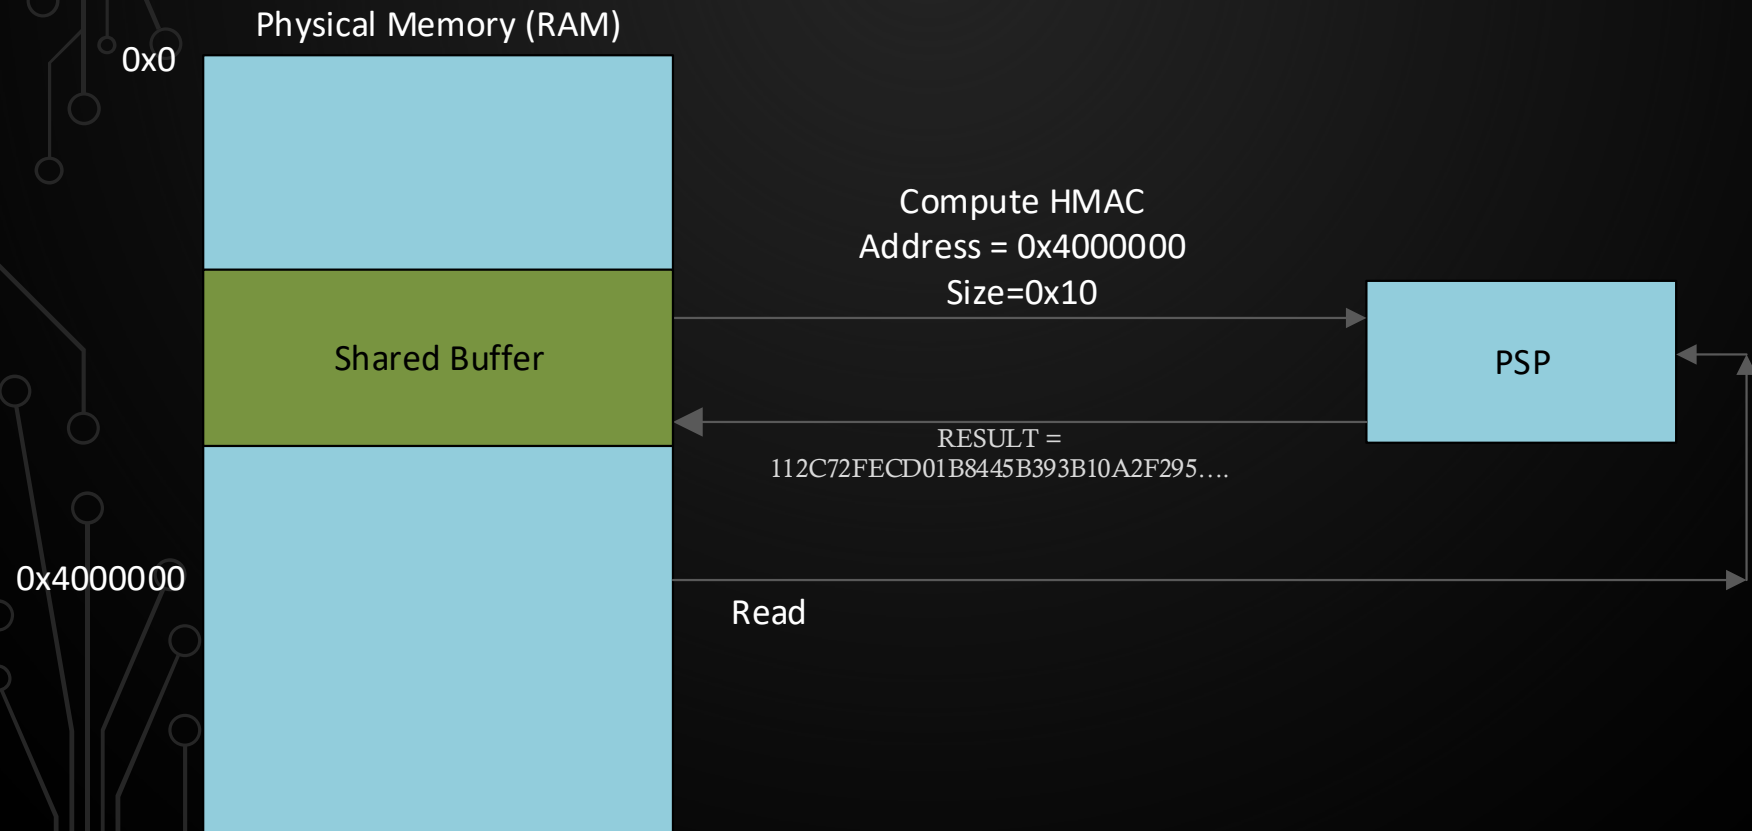 Physical Memory (RAM)
0x0
Compute HMAC
Address = 0x4000000
Size=0x10
Shared Buffer
PSP
RESULT =
112C72FECD01B8445B393B10A2F295….
0x4000000
Read